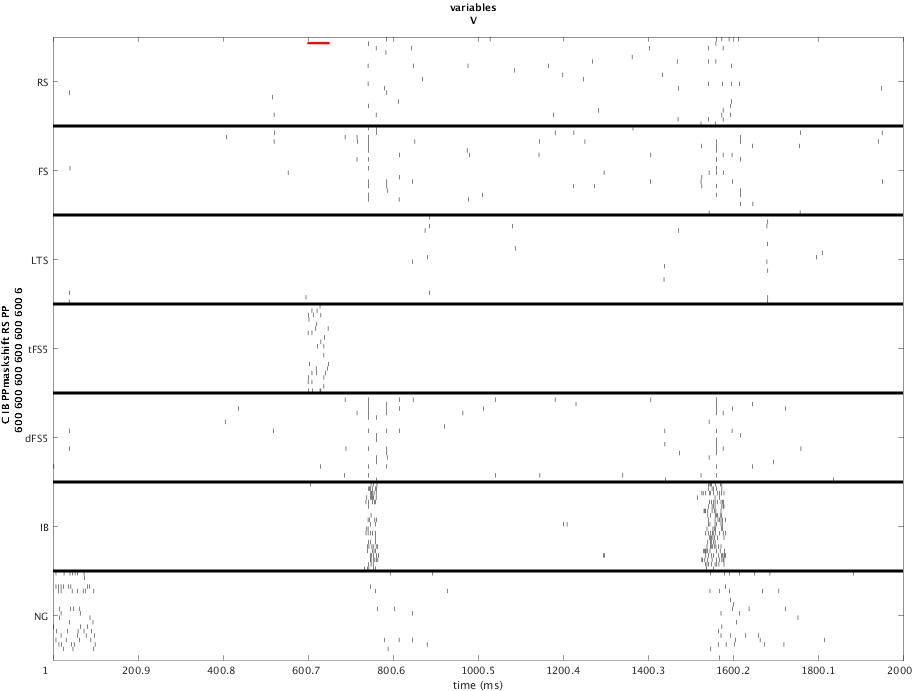 variables
V
RS
FS
LTS
tFS5
dFS5
IB
NG
C IB PPmaskshift RS PP
600 600 600 600 600 600 600 6
1
200.9
400.8
600.7
800.6
1000.5
1200.4
1400.3
1600.2
1800.1
2000
time (ms)